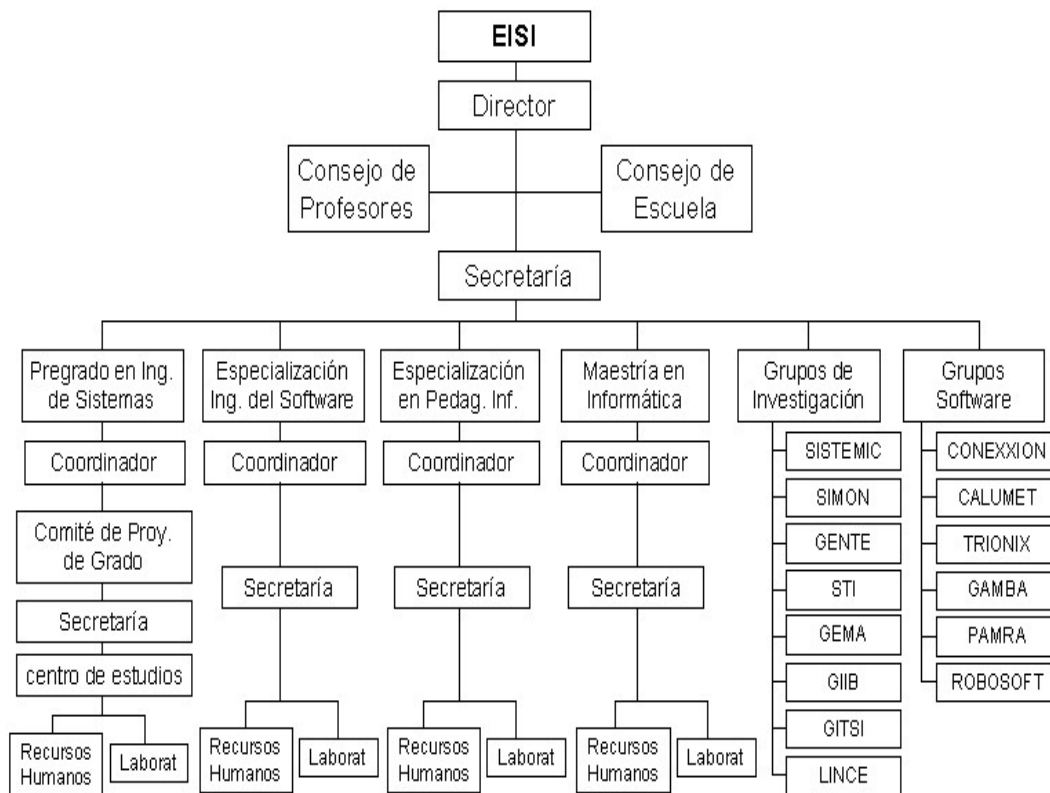 EISI
Director
Consejo de
Profesores
Consejo de
Escuela
Secretaría
Pregrado en Ing.
de Sistemas
Especialización
Ing. del Software
Especialización
en Pedag. Inf.
Maestría en
Informática
Grupos de
Investigación
Grupos
Software
Coordinador
Coordinador
Coordinador
Coordinador
SISTEMIC
CONEXXION
SIMON
CALUMET
Comité de Proy.
de Grado
GENTE
TRIONIX
Secretaría
Secretaría
Secretaría
STI
GAMBA
Secretaría
GEMA
PAMRA
centro de estudios
GIIB
ROBOSOFT
Recursos
Humanos
Laborat
Recursos
Humanos
Laborat
Recursos
Humanos
Laborat
Recursos
Humanos
Laborat
GITSI
LINCE